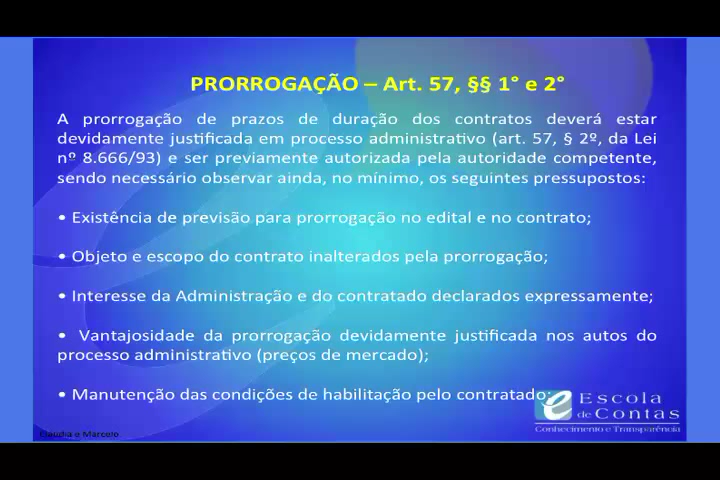 PRORROGAÇÃO – Art. 57, §§ 1° e 2°
A prorrogação de prazos de duração dos contratos deverá estar
devidamente justificada em processo administrativo (art. 57, § 2º, da Lei
nº 8.666/93) e ser previamente autorizada pela autoridade competente,
sendo necessário observar ainda, no mínimo, os seguintes pressupostos:
• Existência de previsão para prorrogação no edital e no contrato;
• Objeto e escopo do contrato inalterados pela prorrogação;
• Interesse da Administração e do contratado declarados expressamente;
• Vantajosidade da prorrogação devidamente justificada nos autos do
processo administrativo (preços de mercado);
• Manutenção das condições de habilitação pelo contratado;
Escola
de Contas
Conhecimento e Transparência
Claudia e Marcelo